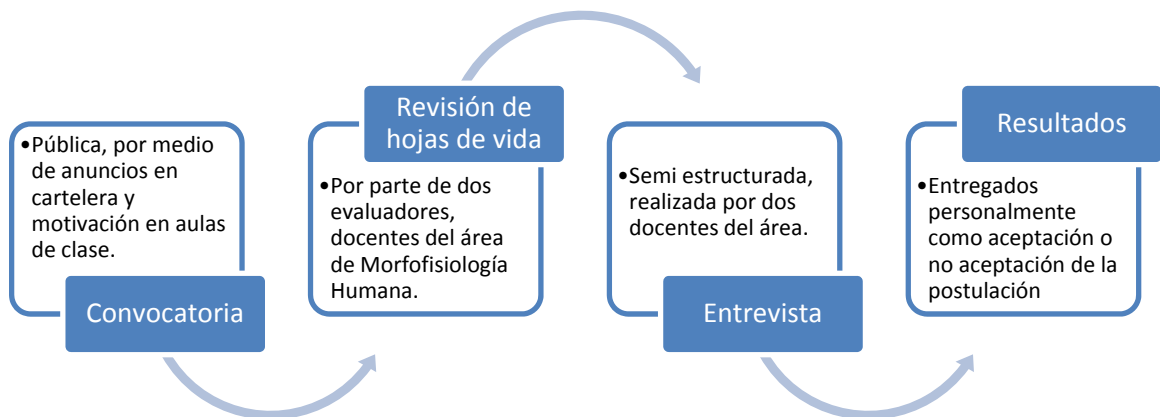 •Pública, por medio
de anuncios en
cartelera y
motivación en aulas
de clase.
Convocatoria
Revisión de
hojas de vida
•Por parte de dos
evaluadores,
docentes del área
de Morfofisiología
Humana.
•Semi estructurada,
realizada por dos
docentes del área.
Entrevista
Resultados
•Entregados
personalmente
como aceptación o
no aceptación de la
postulación